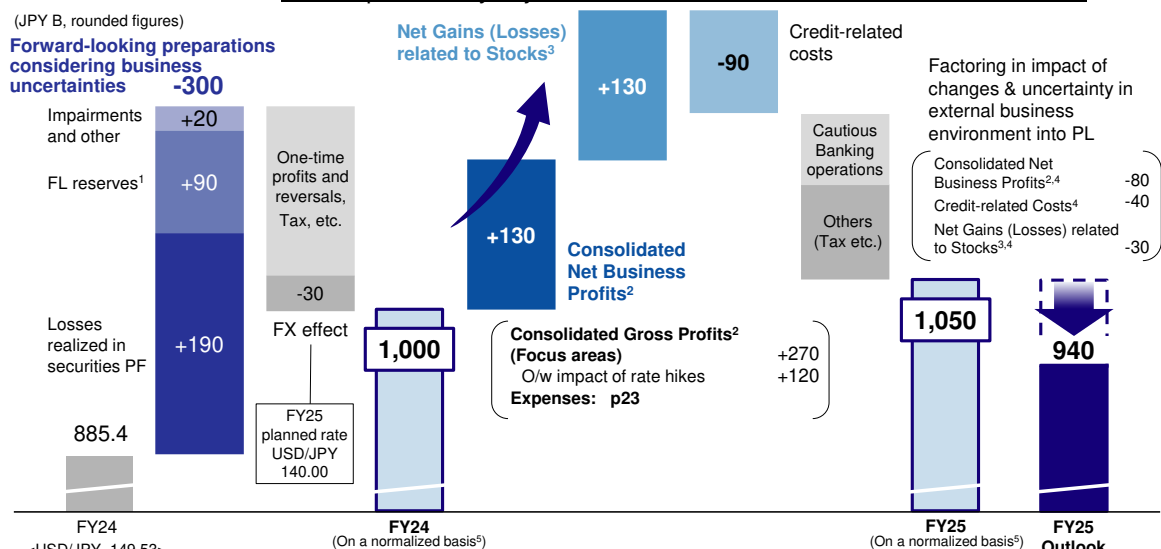 (JPY B, rounded figures)
Forward-looking preparations
considering business
uncertainties
-300
Impairments
and other
+20
FL reserves1
+90
Losses
realized in
securities PF
+190
885.4
FY24
One-time
profits and
reversals,
Tax, etc.
-30
FX effect
FY25
planned rate
USD/JPY
140.00
1,000
FY24
(On a normalized basis5)
Net Gains (Losses)
related to Stocks3
+130
+130
Consolidated
Net Business
Profits2
Consolidated Gross Profits2
(Focus areas) +270
O/w impact of rate hikes +120
Expenses: p23
-90
Credit-related
costs
Cautious
Banking
operations
Others
(Tax etc.)
Factoring in impact of
changes & uncertainty in
external business
environment into PL
Consolidated Net
Business Profits2,4 -80
Credit-related Costs4 -40
Net Gains (Losses) related
to Stocks3,4 -30
1,050
FY25
(On a normalized basis5)
940
FY25
Outlook
<USD/JPY 149.53>